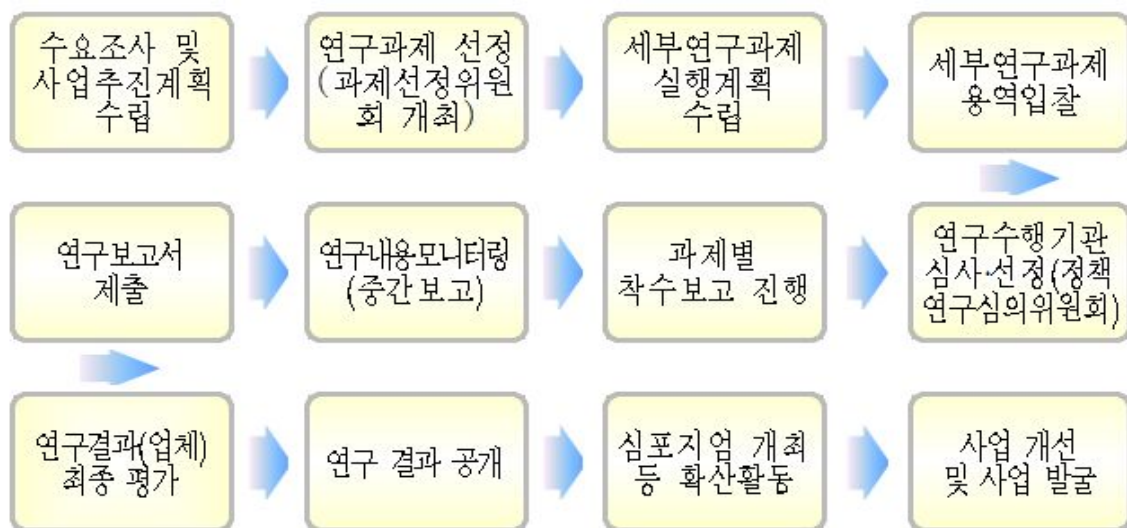 수요조사 및
사업추진계획
수립
연구과제 선정
(과제선정위원
회 개최)
세부연구과제
실행계획
수립
세부연구과제
용역입찰
연구보고서
제출
연구내용모니터링
(중간보고)
과제별
착수보고 진행
연구수행기관
심사·선정(정책
연구심의위원회)
연구결과(업체)
최종 평가
연구 결과 공개
심포지엄 개최
등 확산활동
사업 개선
및 사업 발굴